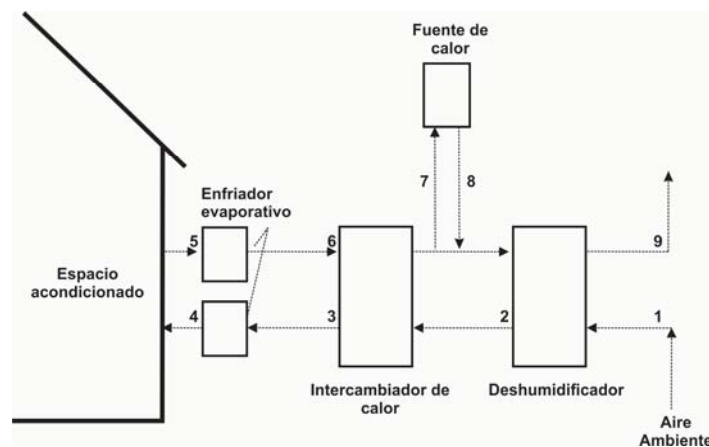 Fuente de
calor
7
8
Enfriador
evaporativo
5
6
9
Espacio
acondicionado
4
3
2
1
Intercambiador de
calor
Deshumidificador
Aire
Ambiente